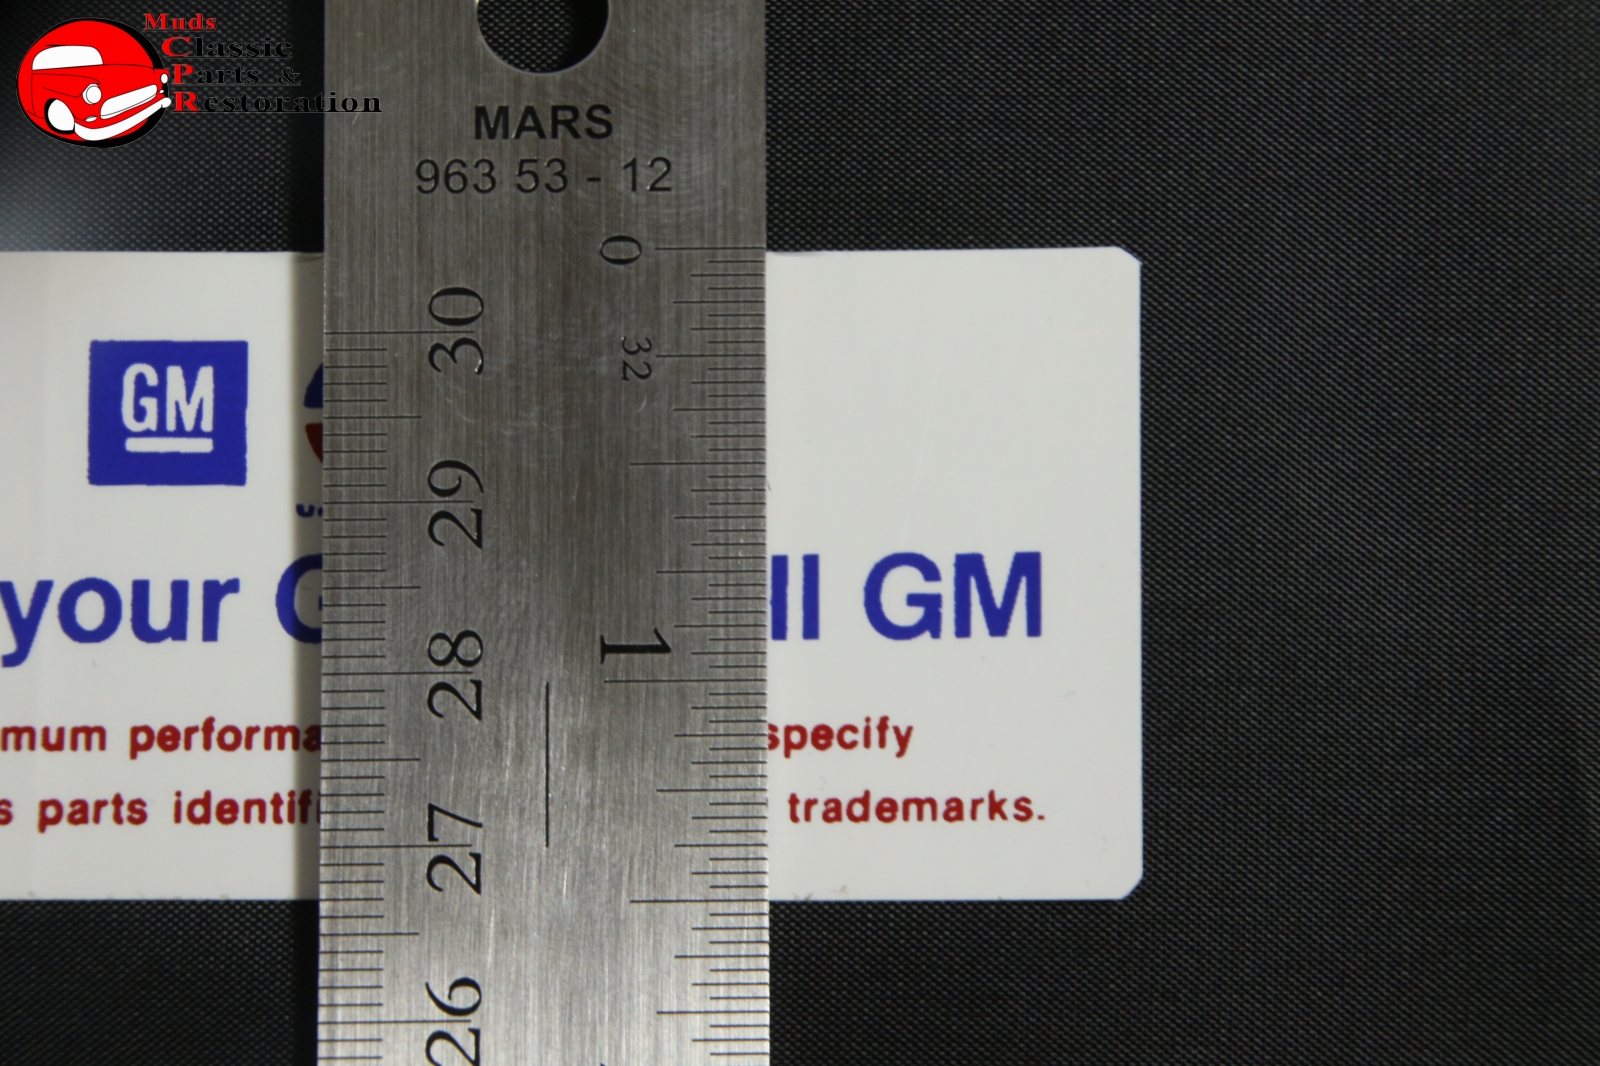 Muds
Classic
Parts &
Restoration
MARS
963 53 - 12
0
32
1
30
29
28
27
26
GM
your G ll GM
mum performa specify
s parts identifi trademarks.